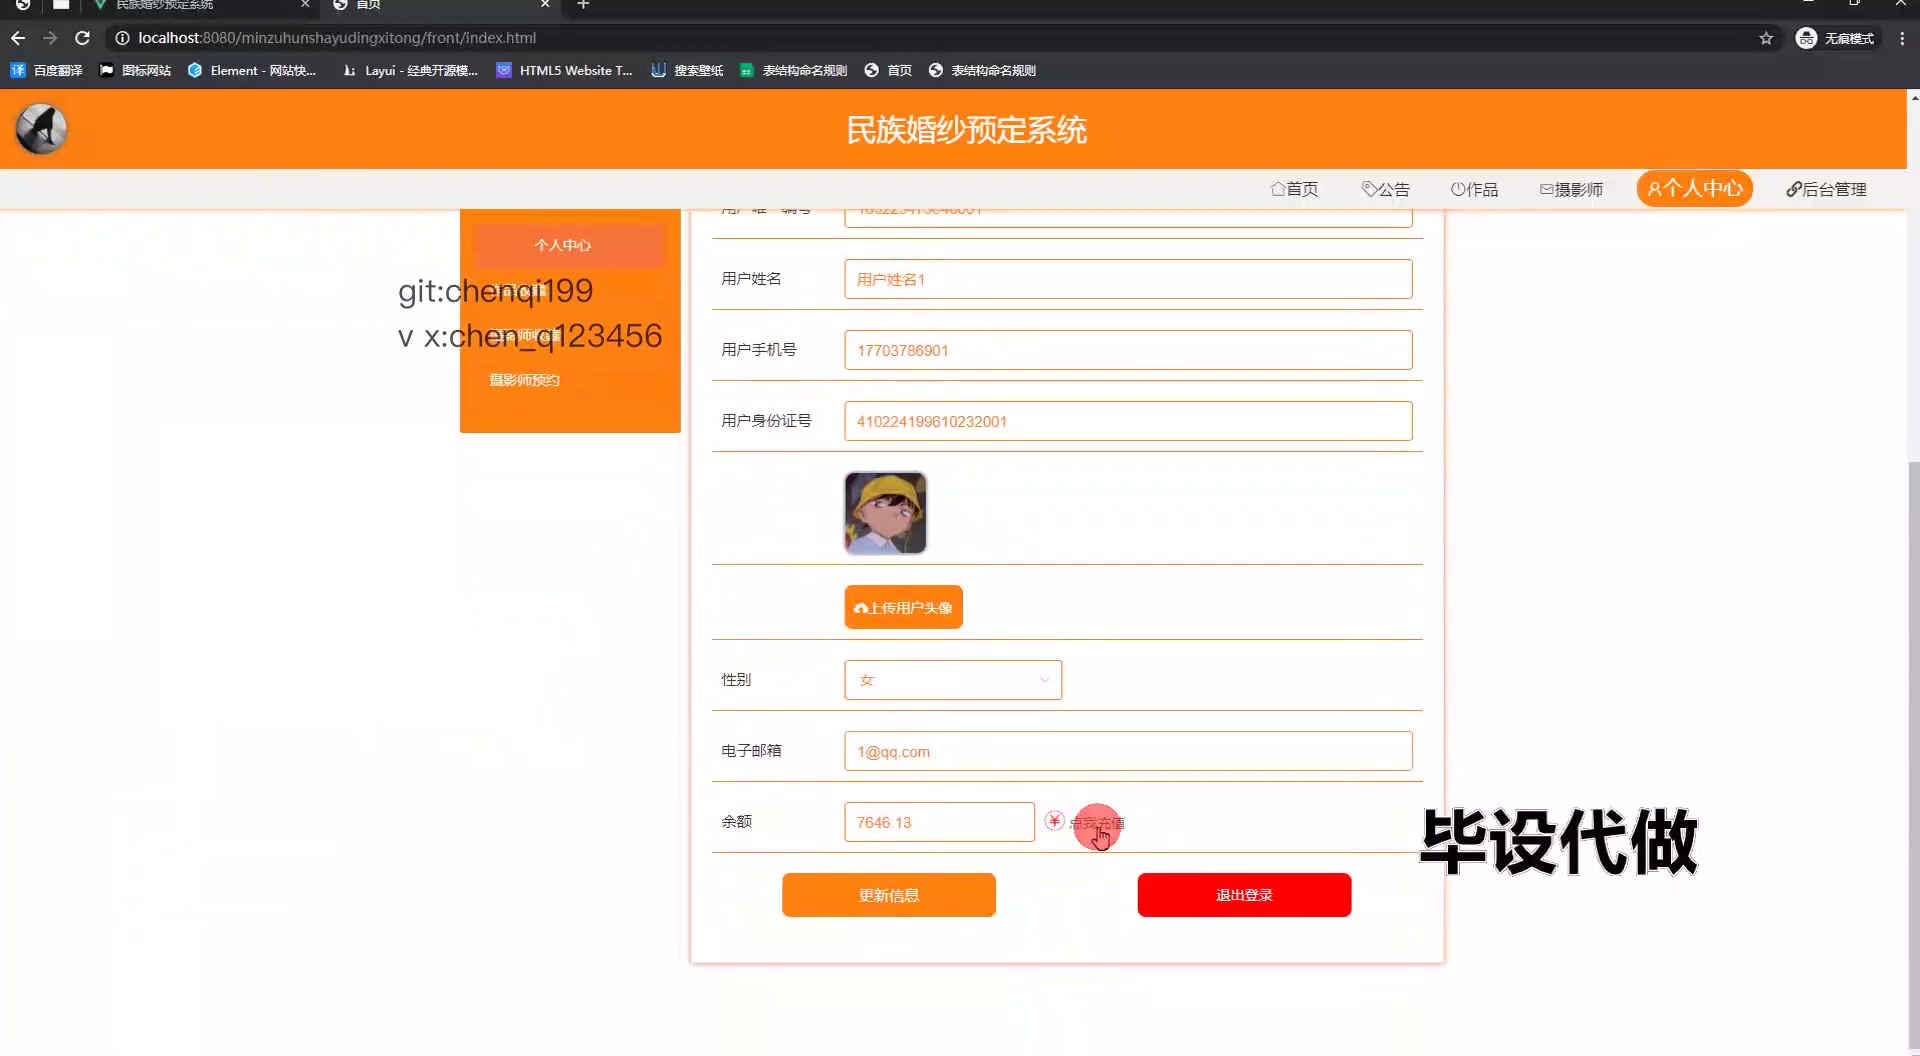 民族婚纱预定系统
首页
localhost:8080/minzuhunshayudingxitong/front/index.html
无痕模式
百度翻译
图标网站
Element - 网站快...
Layui - 经典开源模...
HTML5 Website T...
搜索壁纸
表结构命名规则
首页
表结构命名规则
民族婚纱预定系统
首页
公告
作品
摄影师
个人中心
后台管理
个人中心
git:chenqi199
v x:chen_q123456
摄影师预约
用户姓名
用户姓名1
用户手机号
17703786901
用户身份证号
410224199610232001
上传用户头像
性别
女
电子邮箱
1@qq.com
余额
7646.13
点我充值
毕设代做
更新信息
退出登录